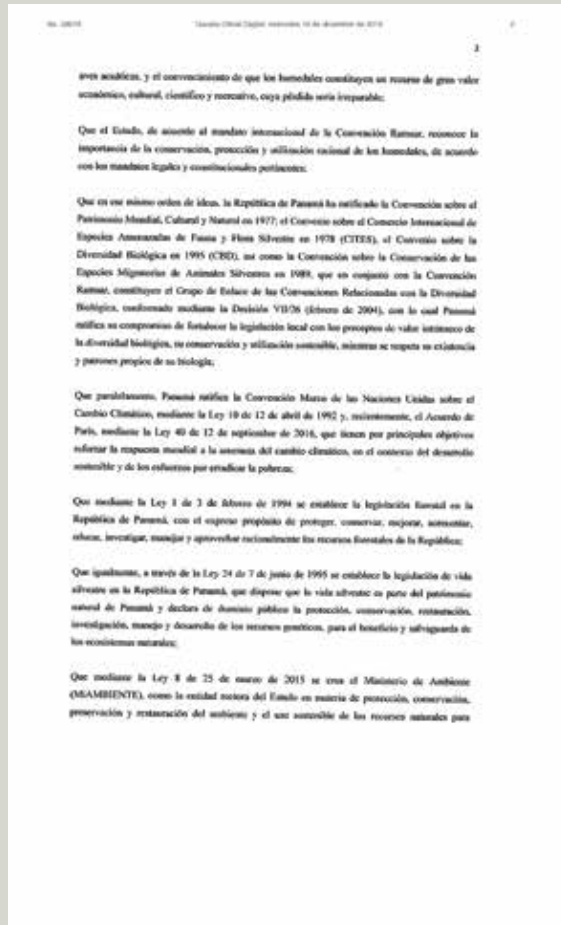 Gaceta Oficial Digital, miércoles de diciembre de
2
aves acuáticas, y el convencimiento de que los humedales constituyen un recurso de gran valor
económico, cultural, científico y recreativo, cuya pérdida sería irreparable;
Que el Estado, de acuerdo al mandato internacional de la Convención Ramsar, reconoce la
importancia de la conservación, protección y utilización racional de los humedales, de acuerdo
con los mandatos legales y constitucionales pertinentes;
Que en ese mismo orden de ideas, la República de Panamá ha ratificado la Convención sobre el
Patrimonio Mundial, Cultural y Natural en 1977; el Convenio sobre el Comercio Internacional de
Especies Amenazadas de Fauna y Flora Silvestre en 1978 (CITES), el Convenio sobre la
Diversidad Biológica en 1995 (CBD), así como la Convención sobre la Conservación de las
Especies Migratorias de Animales Silvestres en 1989, que en conjunto con la Convención
Ramsar, constituyen el Grupo de Enlace de las Convenciones Relacionadas con la Diversidad
Biológica, conformado mediante la Decisión VII/26 (febrero de 2004), con lo cual Panamá
ratifica su compromiso de fortalecer la legislación local con los preceptos de valor intrínseco de
la diversidad biológica, su conservación y utilización sostenible, mientras se respeta su existencia
y patrones propios de su biología;
Que paralelamente, Panamá ratifica la Convención Marco de las Naciones Unidas sobre el
Cambio Climático, mediante la Ley 10 de 12 de abril de 1992 y, recientemente, el Acuerdo de
París, mediante la Ley 40 de 12 de septiembre de 2016, que tienen por principales objetivos
reforzar la respuesta mundial a la amenaza del cambio climático, en el contexto del desarrollo
sostenible y de los esfuerzos por erradicar la pobreza;
Que mediante la Ley 1 de 3 de febrero de 1994 se establece la legislación forestal en la
República de Panamá, con el expreso propósito de proteger, conservar, mejorar, acrecentar,
educar, investigar, manejar y aprovechar racionalmente los recursos forestales de la República;
Que igualmente, a través de la Ley 24 de 7 de junio de 1995 se establece la legislación de vida
silvestre en la República de Panamá, que dispone que la vida silvestre es parte del patrimonio
natural de Panamá y declara de dominio público la protección, conservación, restauración,
investigación, manejo y desarrollo de los recursos genéticos, para el beneficio y salvaguarda de
los ecosistemas naturales;
Que mediante la Ley 8 de 25 de marzo de 2015 se crea el Ministerio de Ambiente
(MiAMBIENTE), como la entidad rectora del Estado en materia de protección, conservación,
preservación y restauración del ambiente y el uso sostenible de los recursos naturales para